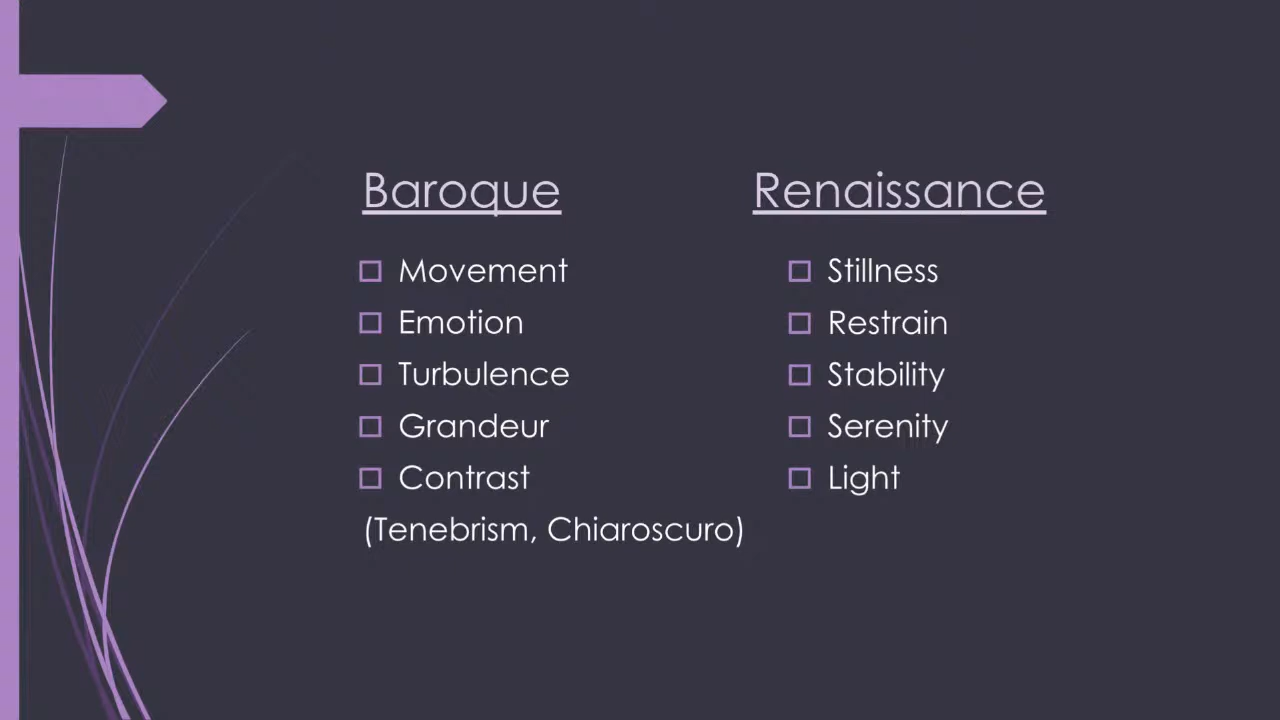 Baroque
Movement
Emotion
Turbulence
Grandeur
Contrast
(Tenebrism, Chiaroscuro)
Renaissance
Stillness
Restrain
Stability
Serenity
Light